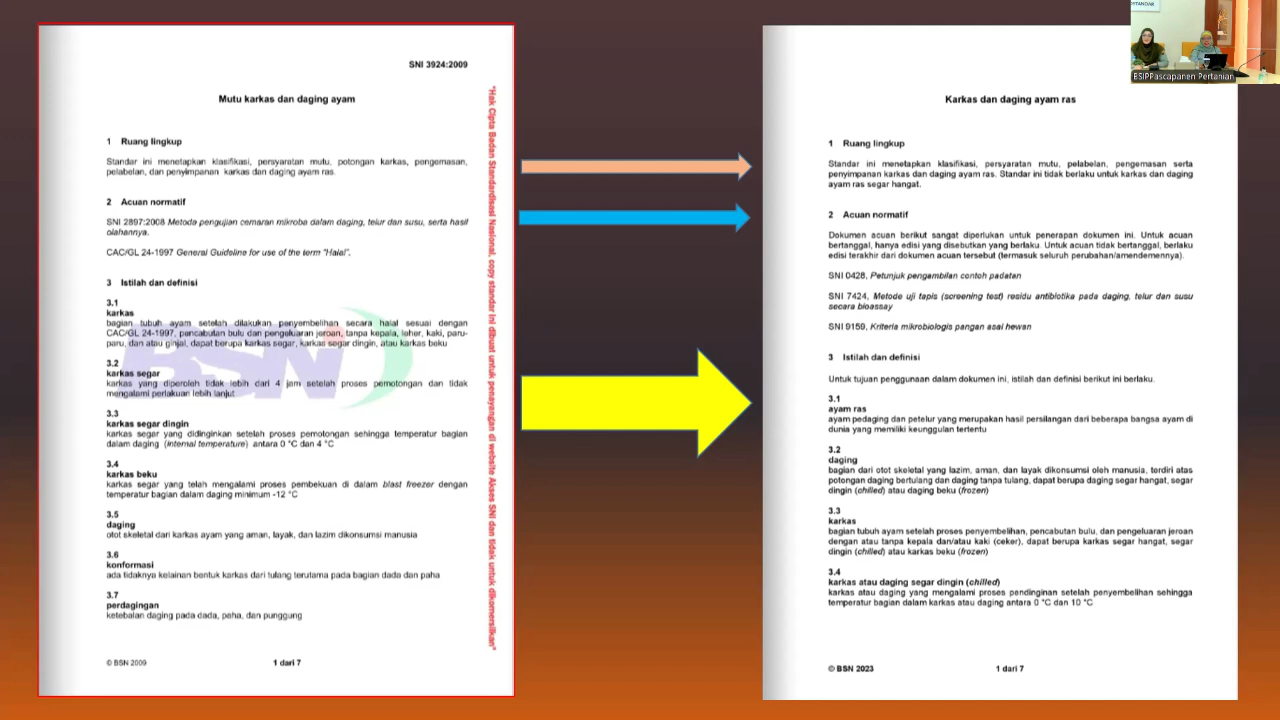 SNI 3924:2009
Mutu karkas dan daging ayam
1 Ruang lingkup
Standar ini menetapkan klasifikasi, persyaratan mutu, potongan karkas, pengemasan,
pelabelan, dan penyimpanan karkas dan daging ayam ras.
2 Acuan normatif
SNI 2897:2008 Metoda pengujian cemaran mikroba dalam daging, telur dan susu, serta hasil
olahannya.
CAC/GL 24-1997 General Guideline for use of the term "Halal".
3 Istilah dan definisi
3.1
karkas
bagian tubuh ayam setelah dilakukan penyembelihan secara halal sesuai dengan
CAC/GL 24-1997, pencabutan bulu dan pengeluaran jeroan, tanpa kepala, leher, kaki, paru-
paru, dan atau ginjal, dapat berupa karkas segar, karkas segar dingin, atau karkas beku
3.2
karkas segar
karkas yang diperoleh tidak lebih dari 4 jam setelah proses pemotongan dan tidak
mengalami perlakuan lebih lanjut
3.3
karkas segar dingin
karkas segar yang didinginkan setelah proses pemotongan sehingga temperatur bagian
dalam daging (internal temperature) antara 0 °C dan 4 °C
3.4
karkas beku
karkas segar yang telah mengalami proses pembekuan di dalam blast freezer dengan
temperatur bagian dalam daging minimum -12 °C
3.5
daging
otot skeletal dari karkas ayam yang aman, layak, dan lazim dikonsumsi manusia
3.6
konformasi
ada tidaknya kelainan bentuk karkas dari tulang terutama pada bagian dada dan paha
3.7
perdagingan
ketebalan daging pada dada, paha, dan punggung
© BSN 2009
1 dari 7
BSN
"Hak Cipta Badan Standardisasi Nasional, copy standar ini dibuat untuk penayangan di website Akses SNI dan tidak untuk dikomersilkan"
Karkas dan daging ayam ras
1 Ruang lingkup
Standar ini menetapkan klasifikasi, persyaratan mutu, pelabelan, pengemasan serta
penyimpanan karkas dan daging ayam ras. Standar ini tidak berlaku untuk karkas dan daging
ayam ras segar hangat.
2 Acuan normatif
Dokumen acuan berikut sangat diperlukan untuk penerapan dokumen ini. Untuk acuan
bertanggal, hanya edisi yang disebutkan yang berlaku. Untuk acuan tidak bertanggal, berlaku
edisi terakhir dari dokumen acuan tersebut (termasuk seluruh perubahan/amendemennya).
SNI 0428, Petunjuk pengambilan contoh padatan
SNI 7424, Metode uji tapis (screening test) residu antibiotika pada daging, telur dan susu
secara bioassay
SNI 9159, Kriteria mikrobiologis pangan asal hewan
3 Istilah dan definisi
Untuk tujuan penggunaan dalam dokumen ini, istilah dan definisi berikut ini berlaku.
3.1
ayam ras
ayam pedaging dan petelur yang merupakan hasil persilangan dari beberapa bangsa ayam di
dunia yang memiliki keunggulan tertentu
3.2
daging
bagian dari otot skeletal yang lazim, aman, dan layak dikonsumsi oleh manusia, terdiri atas
potongan daging bertulang dan daging tanpa tulang, dapat berupa daging segar hangat, segar
dingin (chilled) atau daging beku (frozen)
3.3
karkas
bagian tubuh ayam setelah proses penyembelihan, pencabutan bulu, dan pengeluaran jeroan
dengan atau tanpa kepala dan/atau kaki (ceker), dapat berupa karkas segar hangat, segar
dingin (chilled) atau karkas beku (frozen)
3.4
karkas atau daging segar dingin (chilled)
karkas atau daging yang mengalami proses pendinginan setelah penyembelihan sehingga
temperatur bagian dalam karkas atau daging antara 0 °C dan 10 °C
© BSN 2023
1 dari 7
BSIPPascapanen Pertanian